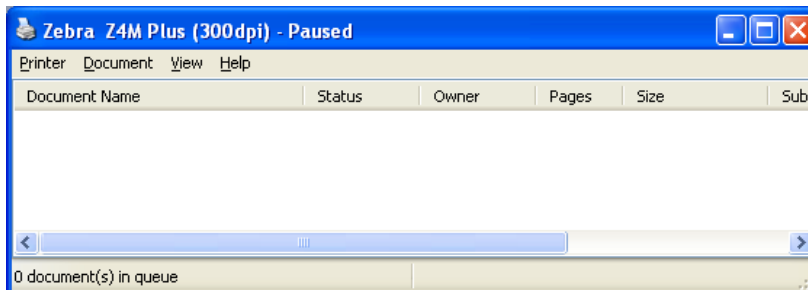 Zebra Z4M Plus (300dpi) - Paused
Printer Document View Help
Document Name Status Owner Pages Size Sub
0 document(s) in queue